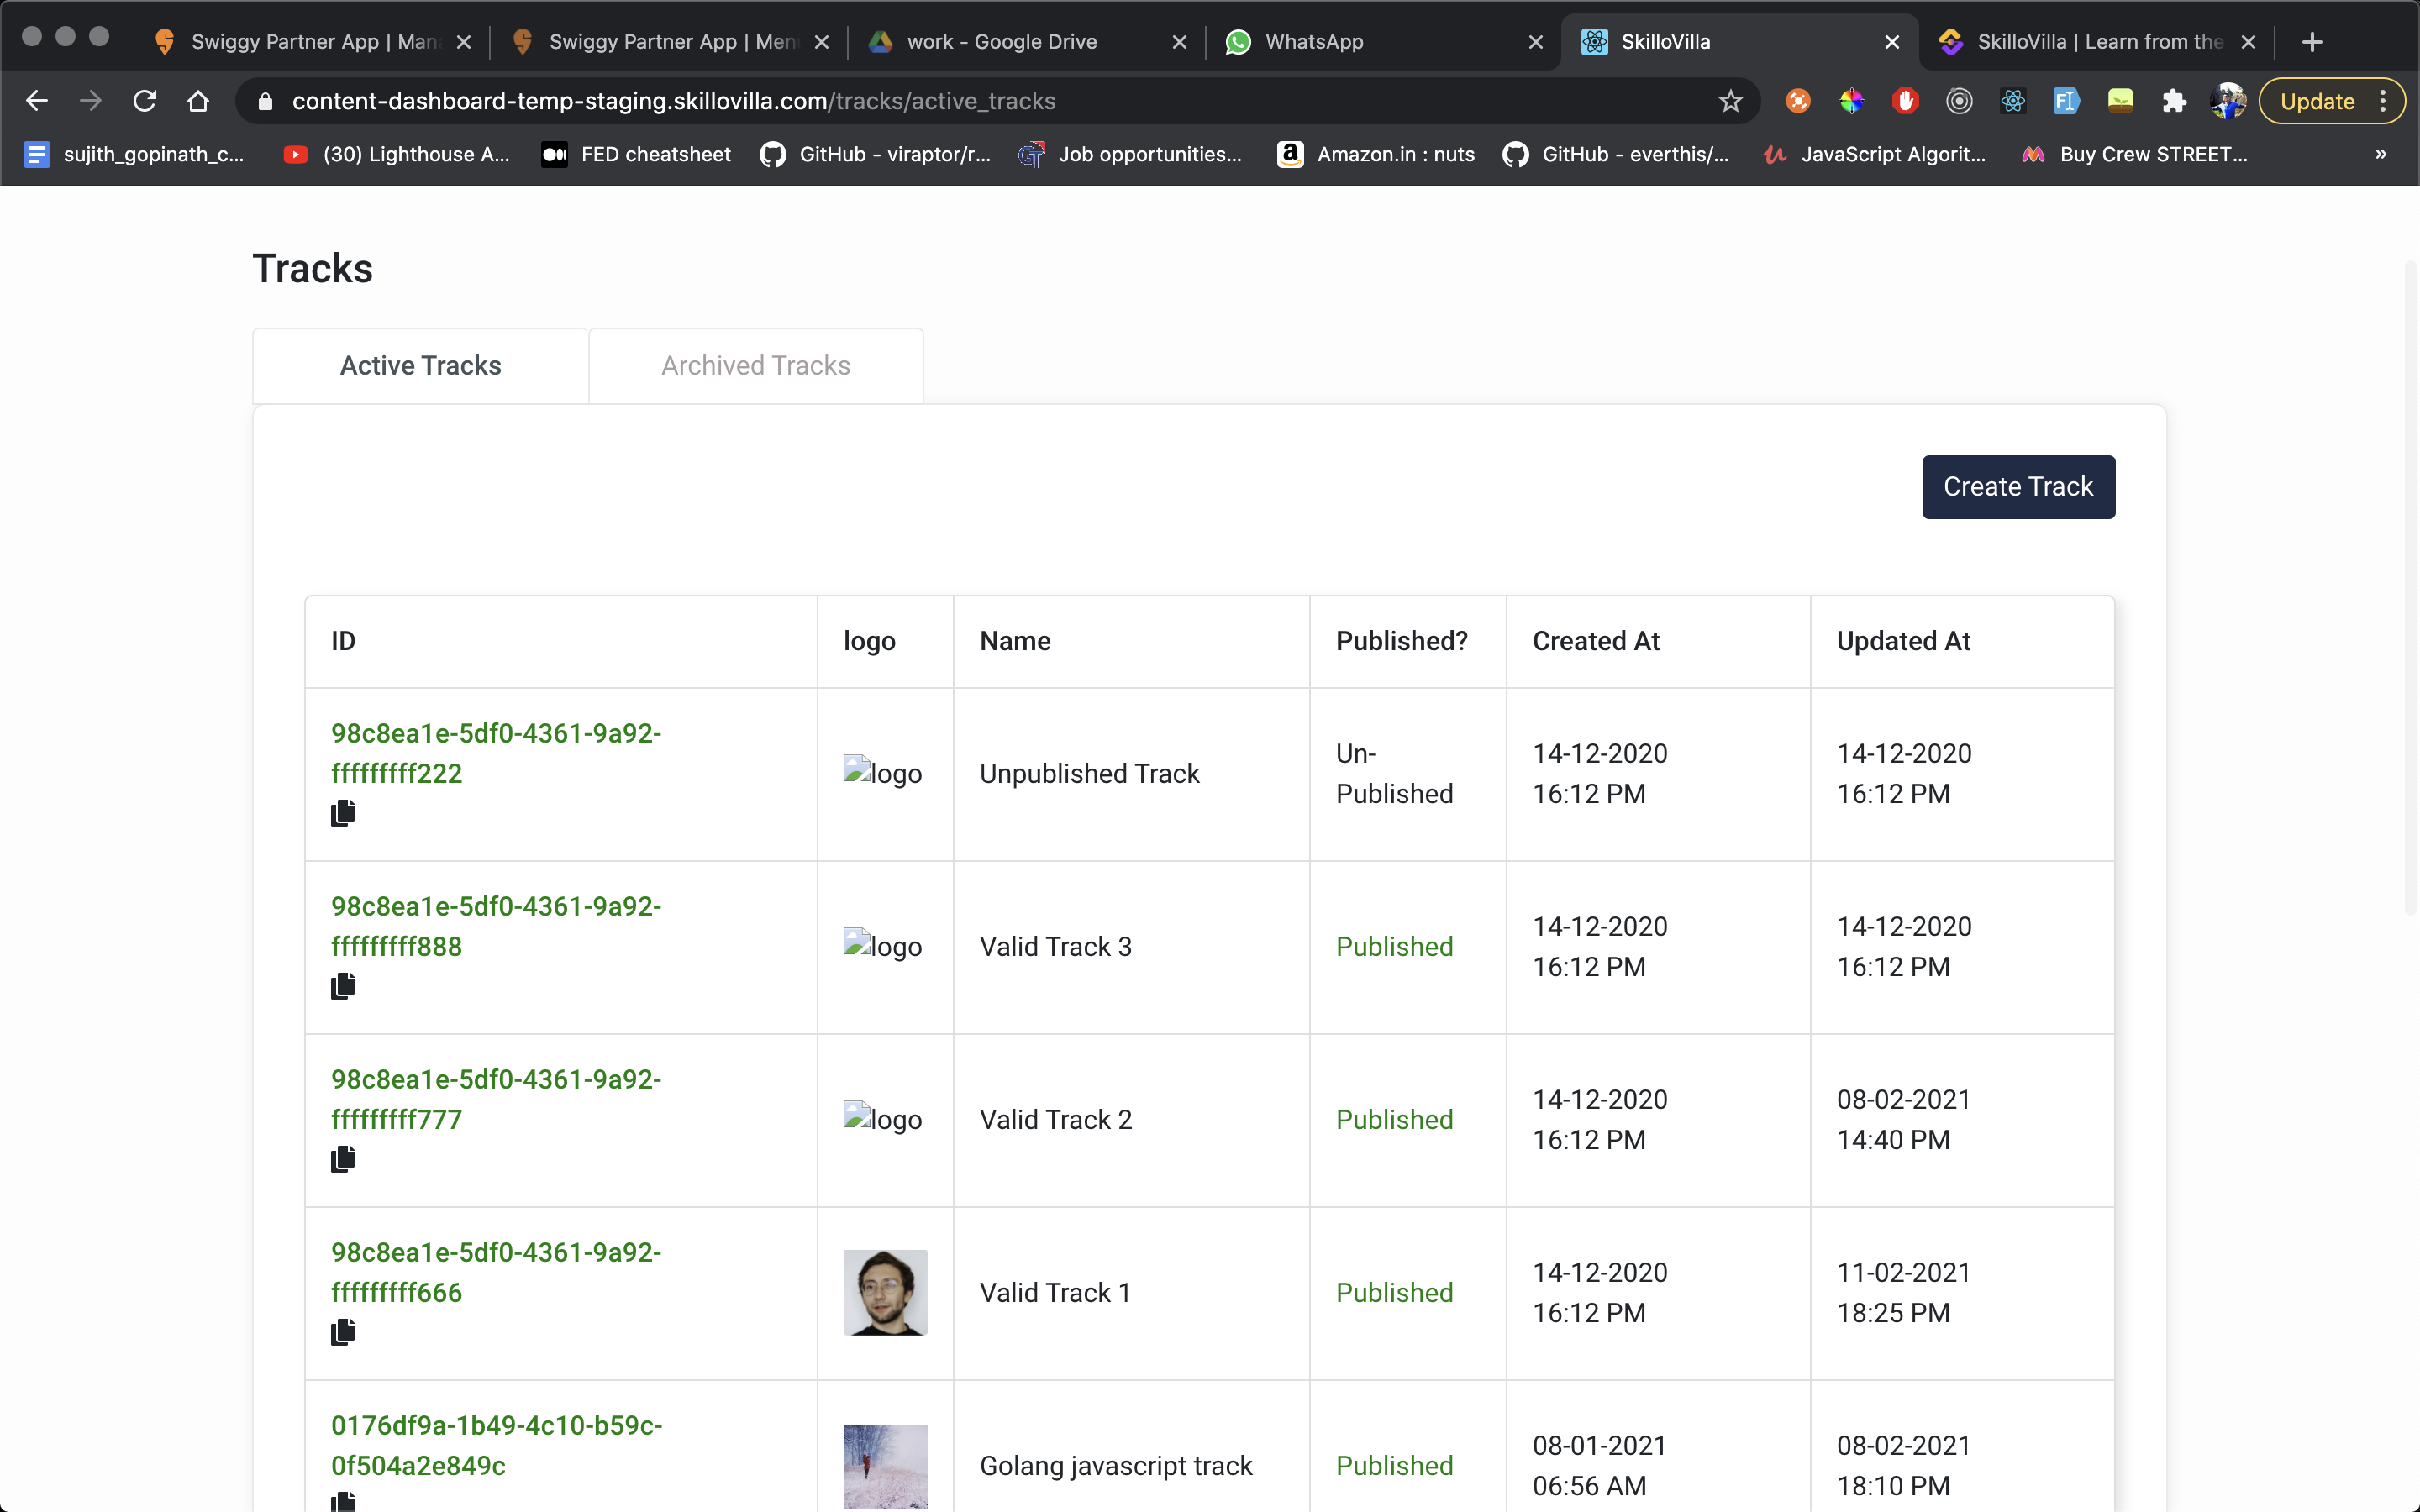 Swiggy Partner App | Man
Swiggy Partner App | Men
work - Google Drive
WhatsApp
SkilloVilla
SkilloVilla | Learn from the
content-dashboard-temp-staging.skillovilla.com/tracks/active_tracks
Update
sujith_gopinath_c...
(30) Lighthouse A...
FED cheatsheet
GitHub - viraptor/r...
Job opportunities...
Amazon.in : nuts
GitHub - everthis/...
JavaScript Algorit...
Buy Crew STREET...
»
Tracks
Active Tracks
Archived Tracks
Create Track
ID
logo
Name
Published?
Created At
Updated At
98c8ea1e-5df0-4361-9a92-
fffffffff222
logo
Unpublished Track
Un-
Published
14-12-2020
16:12 PM
14-12-2020
16:12 PM
98c8ea1e-5df0-4361-9a92-
fffffffff888
logo
Valid Track 3
Published
14-12-2020
16:12 PM
14-12-2020
16:12 PM
98c8ea1e-5df0-4361-9a92-
fffffffff777
logo
Valid Track 2
Published
14-12-2020
16:12 PM
08-02-2021
14:40 PM
98c8ea1e-5df0-4361-9a92-
fffffffff666
Valid Track 1
Published
14-12-2020
16:12 PM
11-02-2021
18:25 PM
0176df9a-1b49-4c10-b59c-
0f504a2e849c
Golang javascript track
Published
08-01-2021
06:56 AM
08-02-2021
18:10 PM